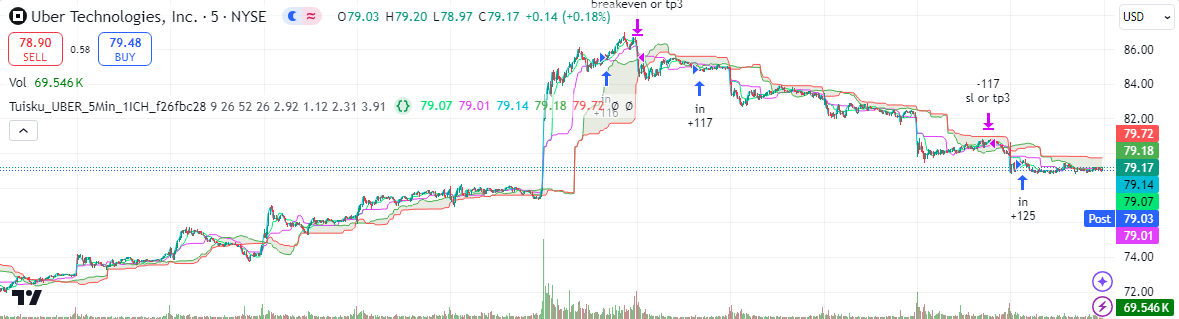 Uber Technologies, Inc. · 5 · NYSE O79.03 H79.20 L78.97 C79.17 +0.14 (+0.18%)
USD
breakeven or tp3
78.90
SELL
0.58
79.48
BUY
Vol 69.546 K
Tuisku_UBER_5Min_1ICH_f26fbc28 9 26 52 26 2.92 1.12 2.31 3.91 79.07 79.01 79.14 79.18 79.72 ∅ ∅
in
+116
in
+117
-117
sl or tp3
in
+125
86.00
84.00
82.00
79.72
79.18
79.17
79.14
79.07
Post 79.03
79.01
74.00
72.00
69.546 K